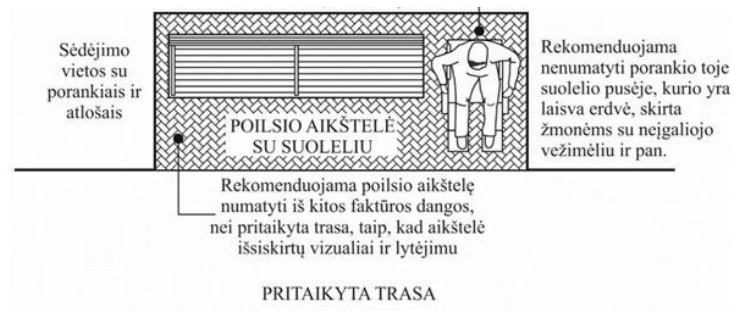 Sėdėjimo
vietos su
porankiais ir
atlošais
Rekomenduojama
nenumatyti porankio toje
suolelio pusėje, kurio yra
laisva erdvė, skirta
žmonėms su neįgaliojo
vežimėliu ir pan.
POILSIO AIKŠTELĖ
SU SUOLELIU
Rekomenduojama poilsio aikštelę
numatyti iš kitos faktūros dangos,
nei pritaikyta trasa, taip, kad aikštelė
išsiskirtų vizualiai ir lytėjimu
PRITAIKYTA TRASA